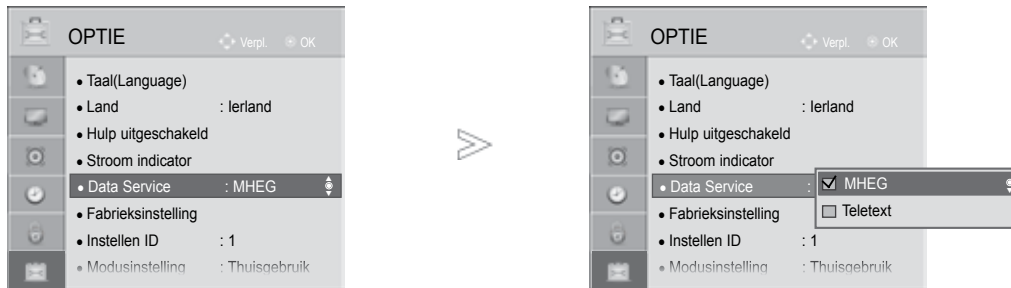 OPTIE Verpl. OK
• Taal(Language)
• Land : Ierland
• Hulp uitgeschakeld
• Stroom indicator
• Data Service : MHEG
• Fabrieksinstelling
• Instellen ID : 1
• Modusinstelling : Thuisgebruik
OPTIE Verpl. OK
• Taal(Language)
• Land : Ierland
• Hulp uitgeschakeld
• Stroom indicator
• Data Service :
MHEG
Teletext
• Fabrieksinstelling
• Instellen ID : 1
• Modusinstelling : Thuisgebruik